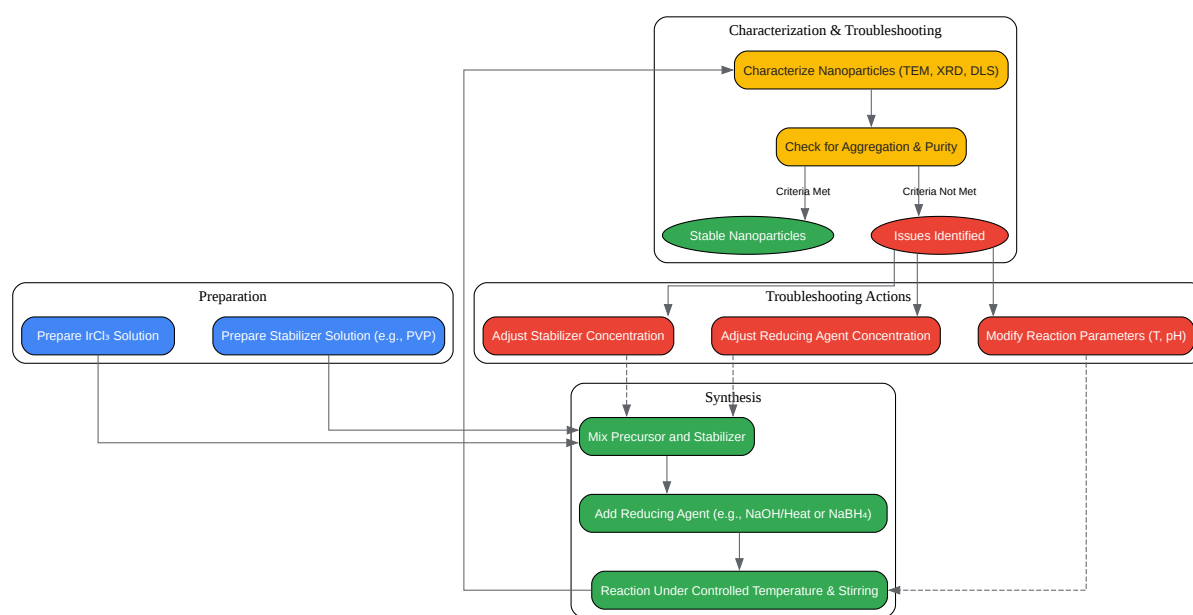 Characterization & Troubleshooting
Characterize Nanoparticles (TEM, XRD, DLS)
Check for Aggregation & Purity
Criteria Met
Criteria Not Met
Stable Nanoparticles
Issues Identified
Preparation
Prepare IrCl₃ Solution
Prepare Stabilizer Solution (e.g., PVP)
Troubleshooting Actions
Adjust Stabilizer Concentration
Adjust Reducing Agent Concentration
Modify Reaction Parameters (T, pH)
Synthesis
Mix Precursor and Stabilizer
Add Reducing Agent (e.g., NaOH/Heat or NaBH₄)
Reaction Under Controlled Temperature & Stirring